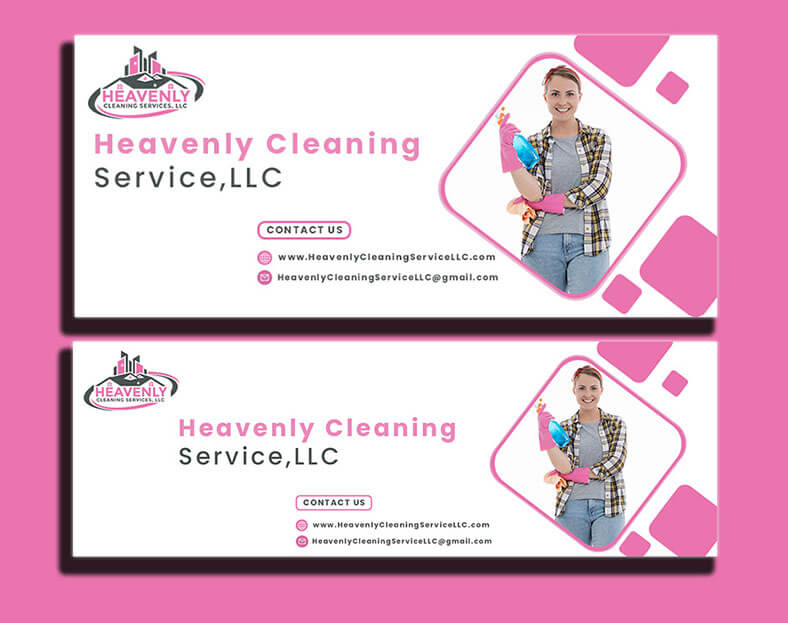 HEAVENLY
CLEANING SERVICES, LLC
Heavenly Cleaning
Service,LLC
CONTACT US
www.HeavenlyCleaningServiceLLC.com
HeavenlyCleaningServiceLLC@gmail.com
HEAVENLY
CLEANING SERVICES, LLC
Heavenly Cleaning
Service,LLC
CONTACT US
www.HeavenlyCleaningServiceLLC.com
HeavenlyCleaningServiceLLC@gmail.com